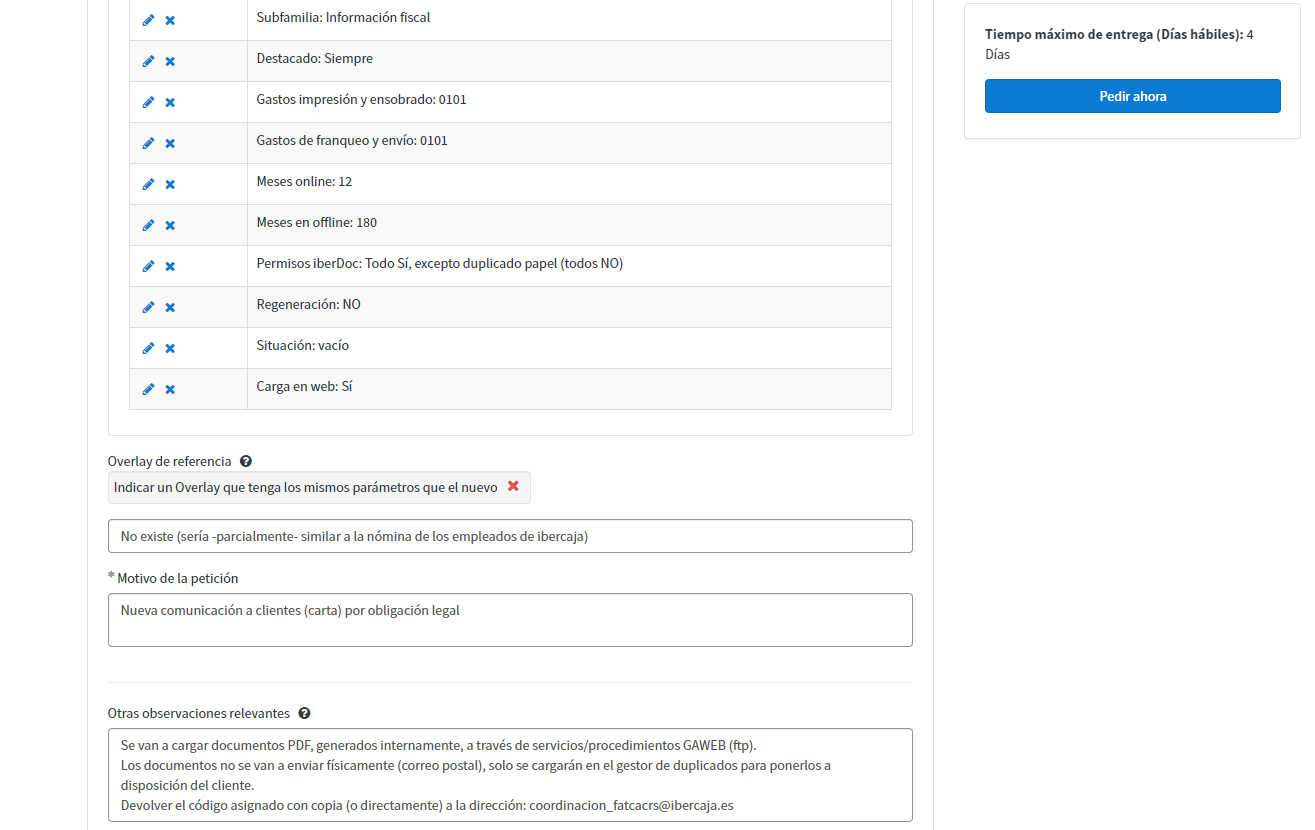 Subfamilia: Información fiscal
Destacado: Siempre
Gastos impresión y ensobrado: 0101
Gastos de franqueo y envío: 0101
Meses online: 12
Meses en offline: 180
Permisos iberDoc: Todo Sí, excepto duplicado papel (todos NO)
Regeneración: NO
Situación: vacío
Carga en web: Sí
Overlay de referencia
Indicar un Overlay que tenga los mismos parámetros que el nuevo
No existe (sería -parcialmente- similar a la nómina de los empleados de ibercaja)
* Motivo de la petición
Nueva comunicación a clientes (carta) por obligación legal
Otras observaciones relevantes
Se van a cargar documentos PDF, generados internamente, a través de servicios/procedimientos GAWEB (ftp).
Los documentos no se van a enviar físicamente (correo postal), solo se cargarán en el gestor de duplicados para ponerlos a
disposición del cliente.
Devolver el código asignado con copia (o directamente) a la dirección: coordinacion_fatcacrs@ibercaja.es
Tiempo máximo de entrega (Días hábiles): 4
Días
Pedir ahora